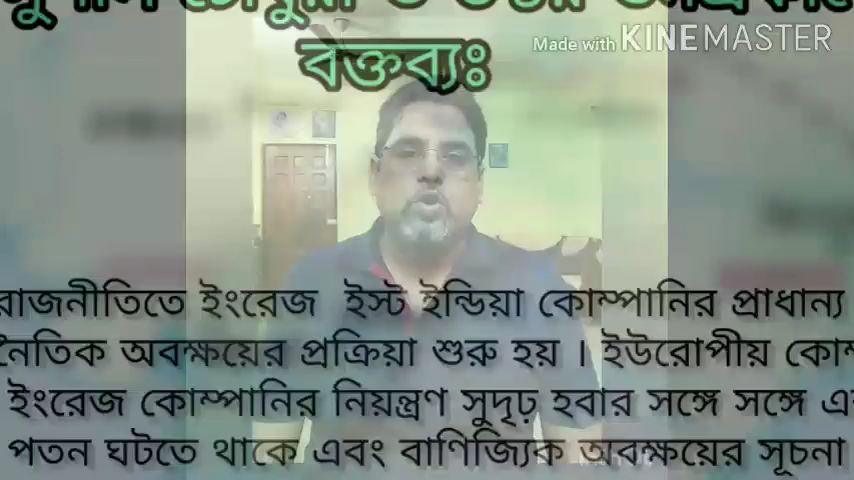 Made with KINEMASTER
বক্তব্যঃ
রাজনীতিতে ইংরেজ ইস্ট ইন্ডিয়া কোম্পানির প্রাধান্য
নৈতিক অবক্ষয়ের প্রক্রিয়া শুরু হয় । ইউরোপীয়
ইংরেজ কোম্পানির নিয়ন্ত্রণ সুদৃঢ় হবার সঙ্গে সঙ্গে
পতন ঘটতে থাকে এবং বাণিজ্যিক অবক্ষয়ের সূচনা